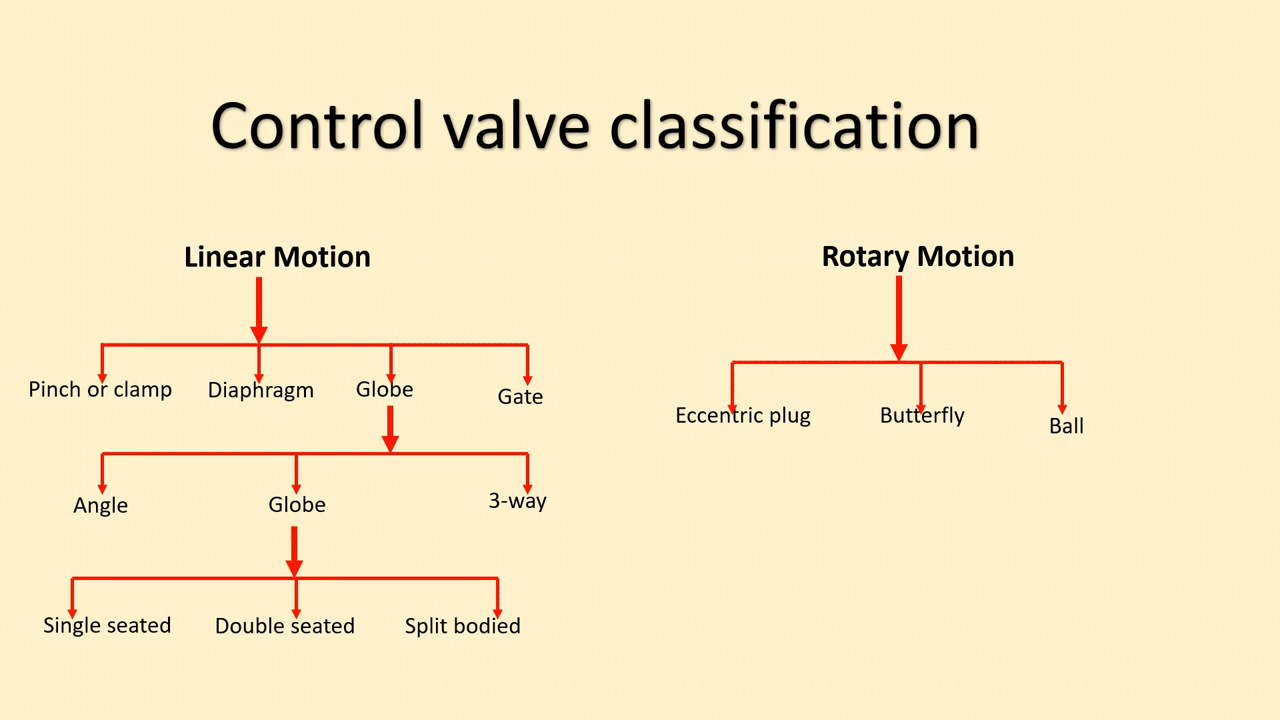 Control valve classification
Linear Motion
Rotary Motion
Pinch or clamp
Diaphragm
Globe
Gate
Eccentric plug
Butterfly
Ball
Angle
Globe
3-way
Single seated
Double seated
Split bodied